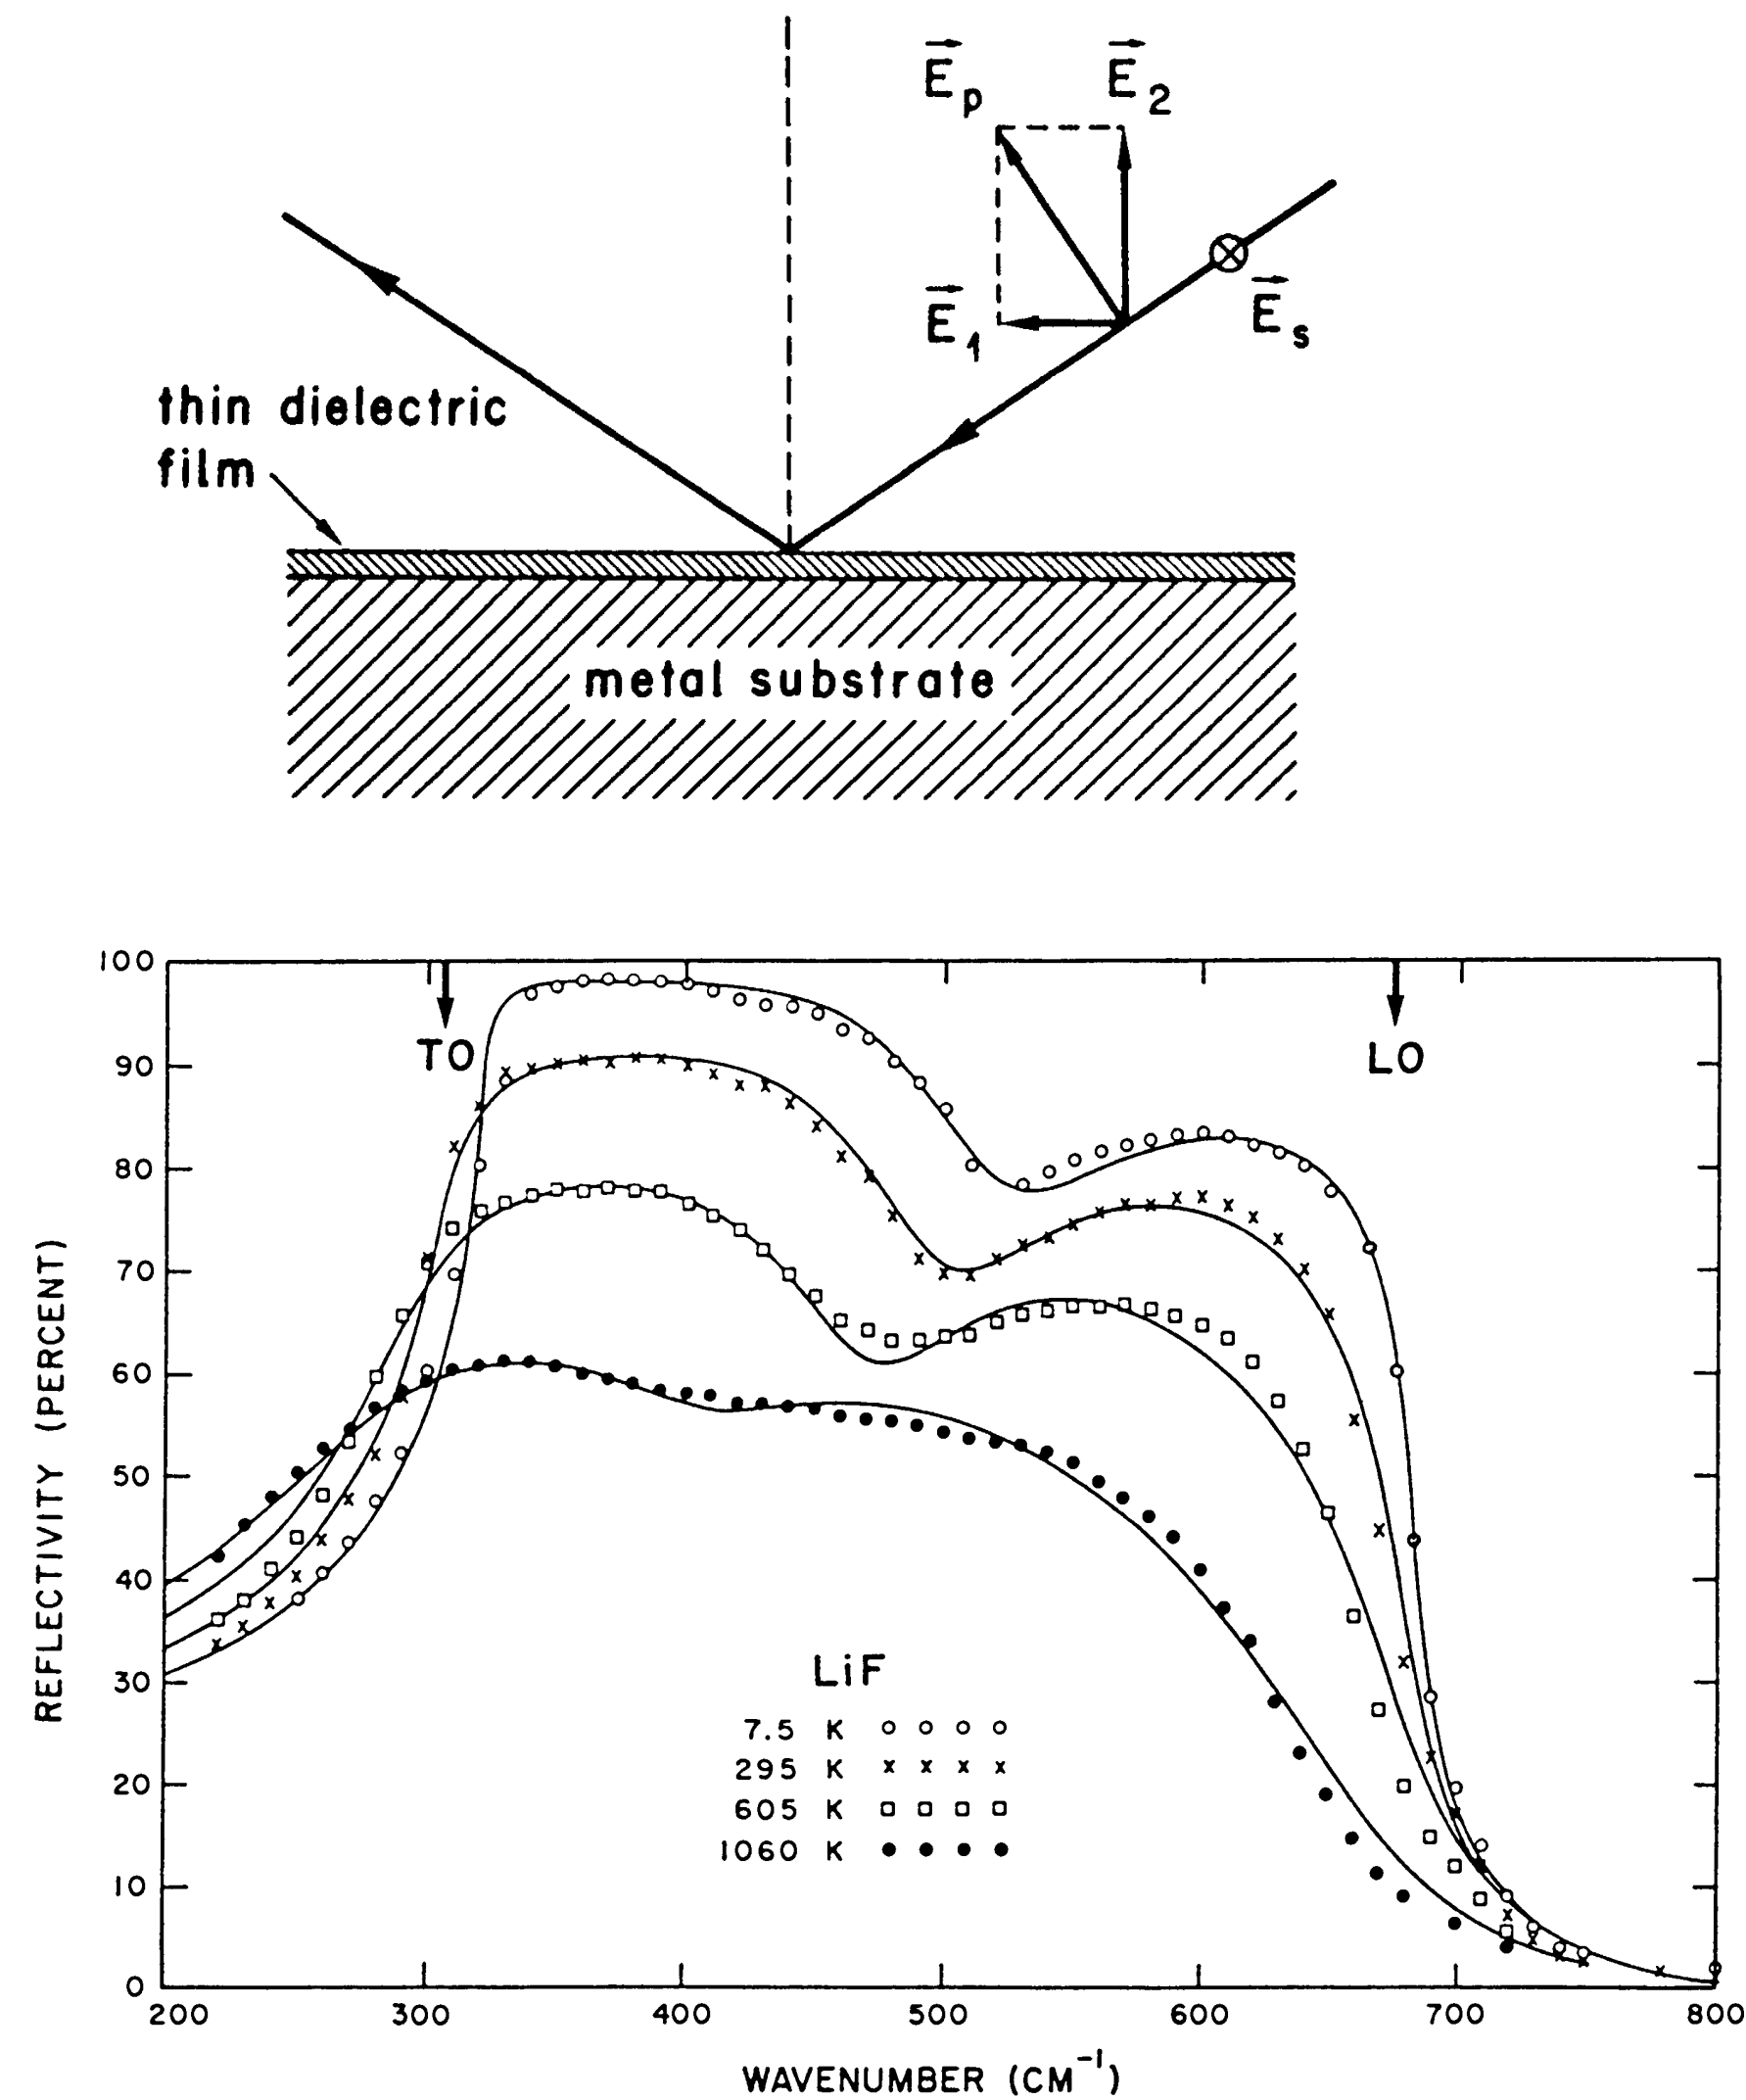 E_p E_2
E_1 E_s
thin dielectric
film
metal substrate
100
90
80
70
60
50
40
30
20
10
0
TO LO
REFLECTIVITY (PERCENT)
LiF
7.5 K
295 K
605 K
1060 K
200 300 400 500 600 700 800
WAVENUMBER (CM⁻¹)